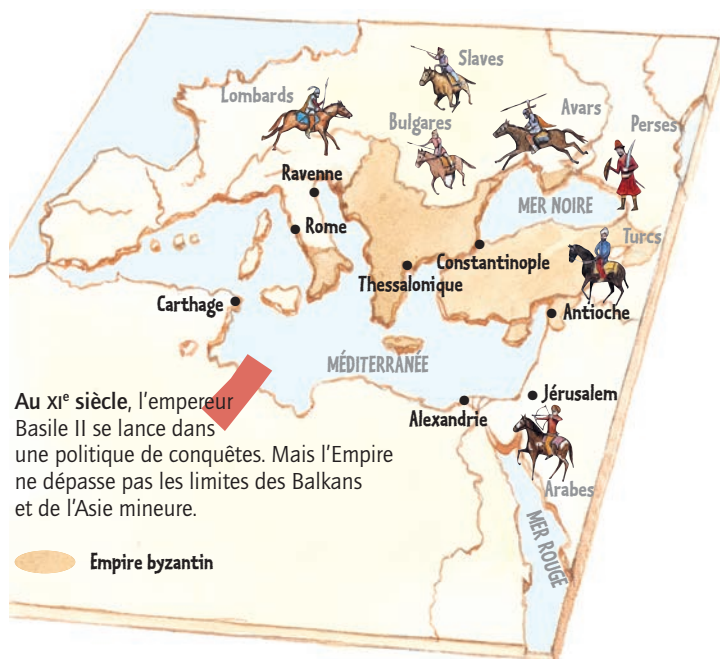 Slaves
Lombards
Avars
Bulgares
Perses
Ravenne
MER NOIRE
Rome
Turcs
Constantinople
Thessalonique
Carthage
Antioche
MÉDITERRANÉE
Jérusalem
Alexandrie
Au XIe siècle, l'empereur
Basile II se lance dans
une politique de conquêtes. Mais l'Empire
ne dépasse pas les limites des Balkans
et de l'Asie mineure.
Arabes
MER ROUGE
Empire byzantin